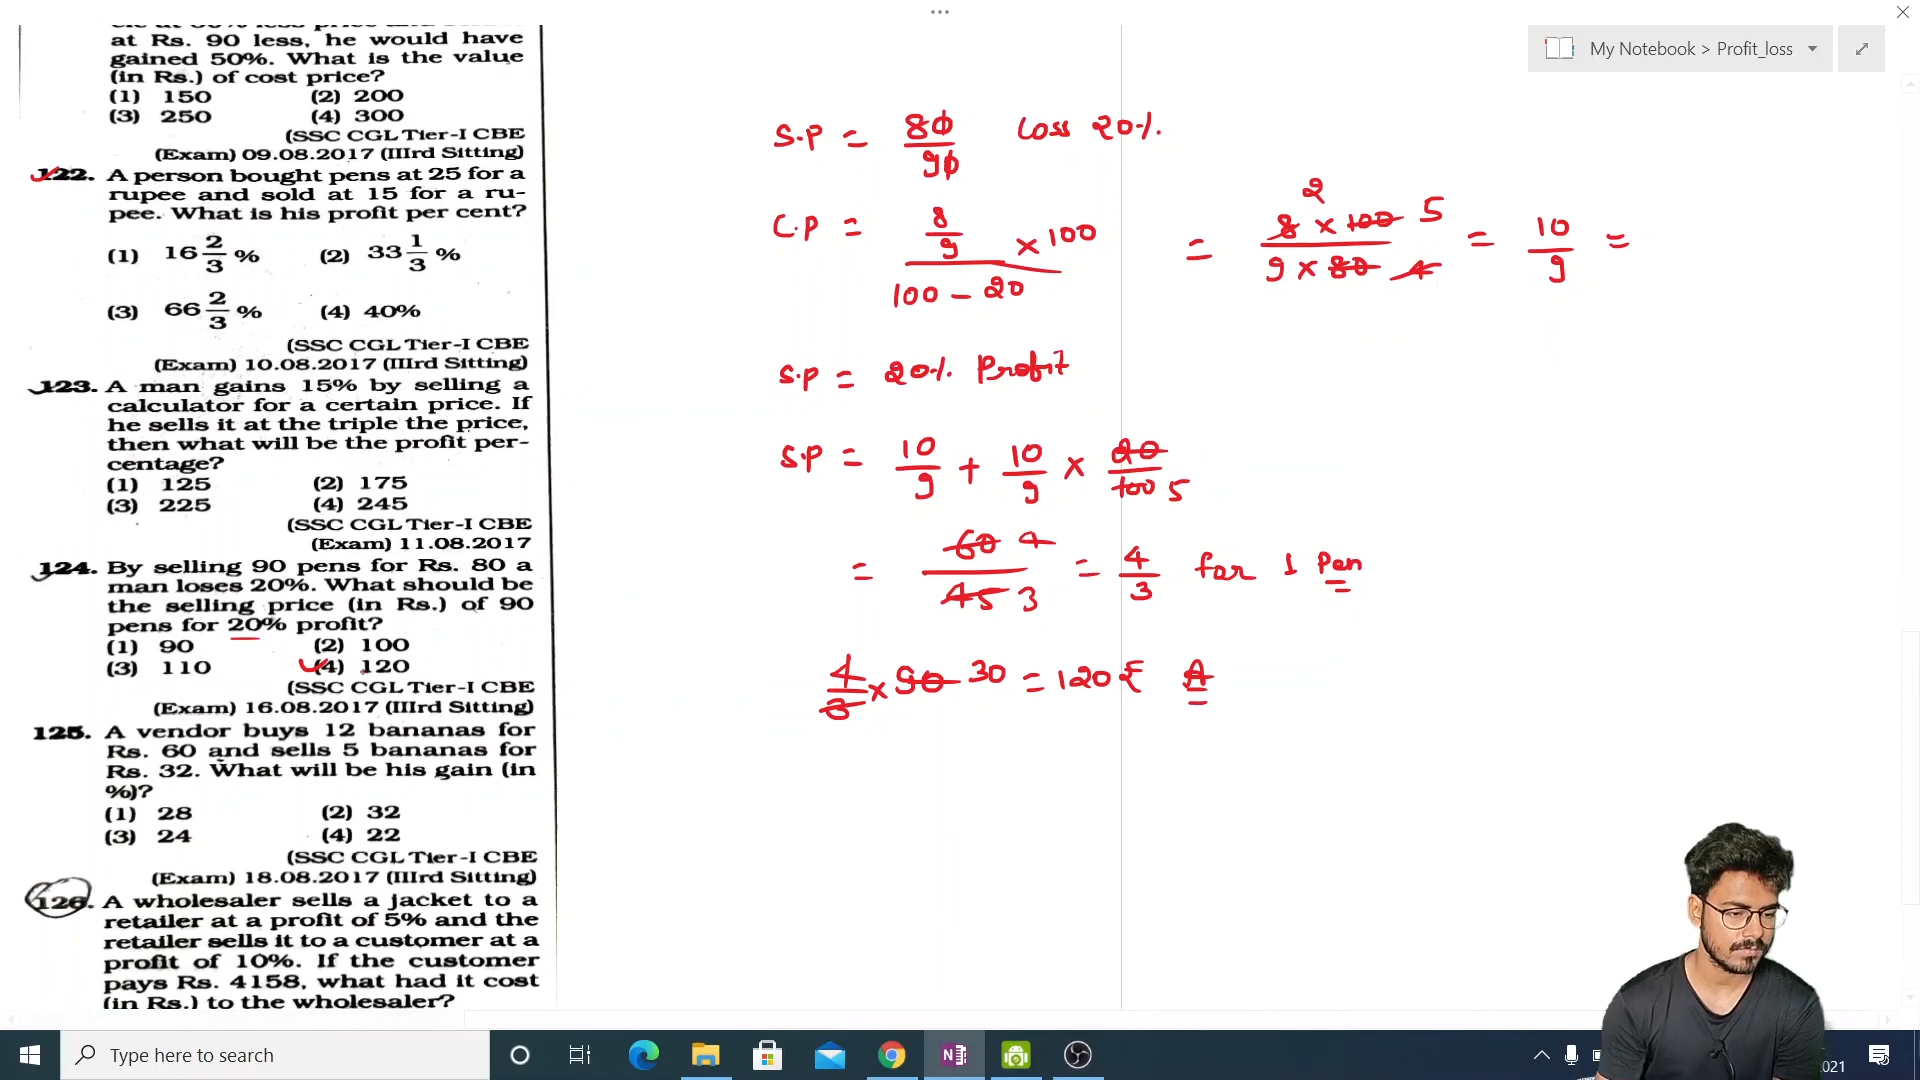 at Rs. 90 less, he would have
gained 50%. What is the value
(in Rs.) of cost price?
(1) 150 (2) 200
(3) 250 (4) 300
(SSC CGL Tier-I CBE
(Exam) 09.08.2017 (IIIrd Sitting)
122. A person bought pens at 25 for a
rupee and sold at 15 for a ru-
pee. What is his profit per cent?
(1) 16 2/3 % (2) 33 1/3 %
(3) 66 2/3 % (4) 40%
(SSC CGL Tier-I CBE
(Exam) 10.08.2017 (IIIrd Sitting)
123. A man gains 15% by selling a
calculator for a certain price. If
he sells it at the triple the price,
then what will be the profit per-
centage?
(1) 125 (2) 175
(3) 225 (4) 245
(SSC CGL Tier-I CBE
(Exam) 11.08.2017
124. By selling 90 pens for Rs. 80 a
man loses 20%. What should be
the selling price (in Rs.) of 90
pens for 20% profit?
(1) 90 (2) 100
(3) 110 (4) 120
(SSC CGL Tier-I CBE
(Exam) 16.08.2017 (IIIrd Sitting)
125. A vendor buys 12 bananas for
Rs. 60 and sells 5 bananas for
Rs. 32. What will be his gain (in
%)?
(1) 28 (2) 32
(3) 24 (4) 22
(SSC CGL Tier-I CBE
(Exam) 18.08.2017 (IIIrd Sitting)
126. A wholesaler sells a jacket to a
retailer at a profit of 5% and the
retailer sells it to a customer at a
profit of 10%. If the customer
pays Rs. 4158, what had it cost
(in Rs.) to the wholesaler?
My Notebook > Profit_loss
S.P = 80/90 Loss 20%.
C.P = 8/9 × 100 / 100 - 20 = 8 × 100 / 9 × 80 2 5 4 = 10/9 =
S.P = 20% Profit
S.P = 10/9 + 10/9 × 20/100 5
= 60 4 / 45 3 = 4/3 for 1 Pen
4/3 × 90 30 = 120 ₹ A
Type here to search
2021